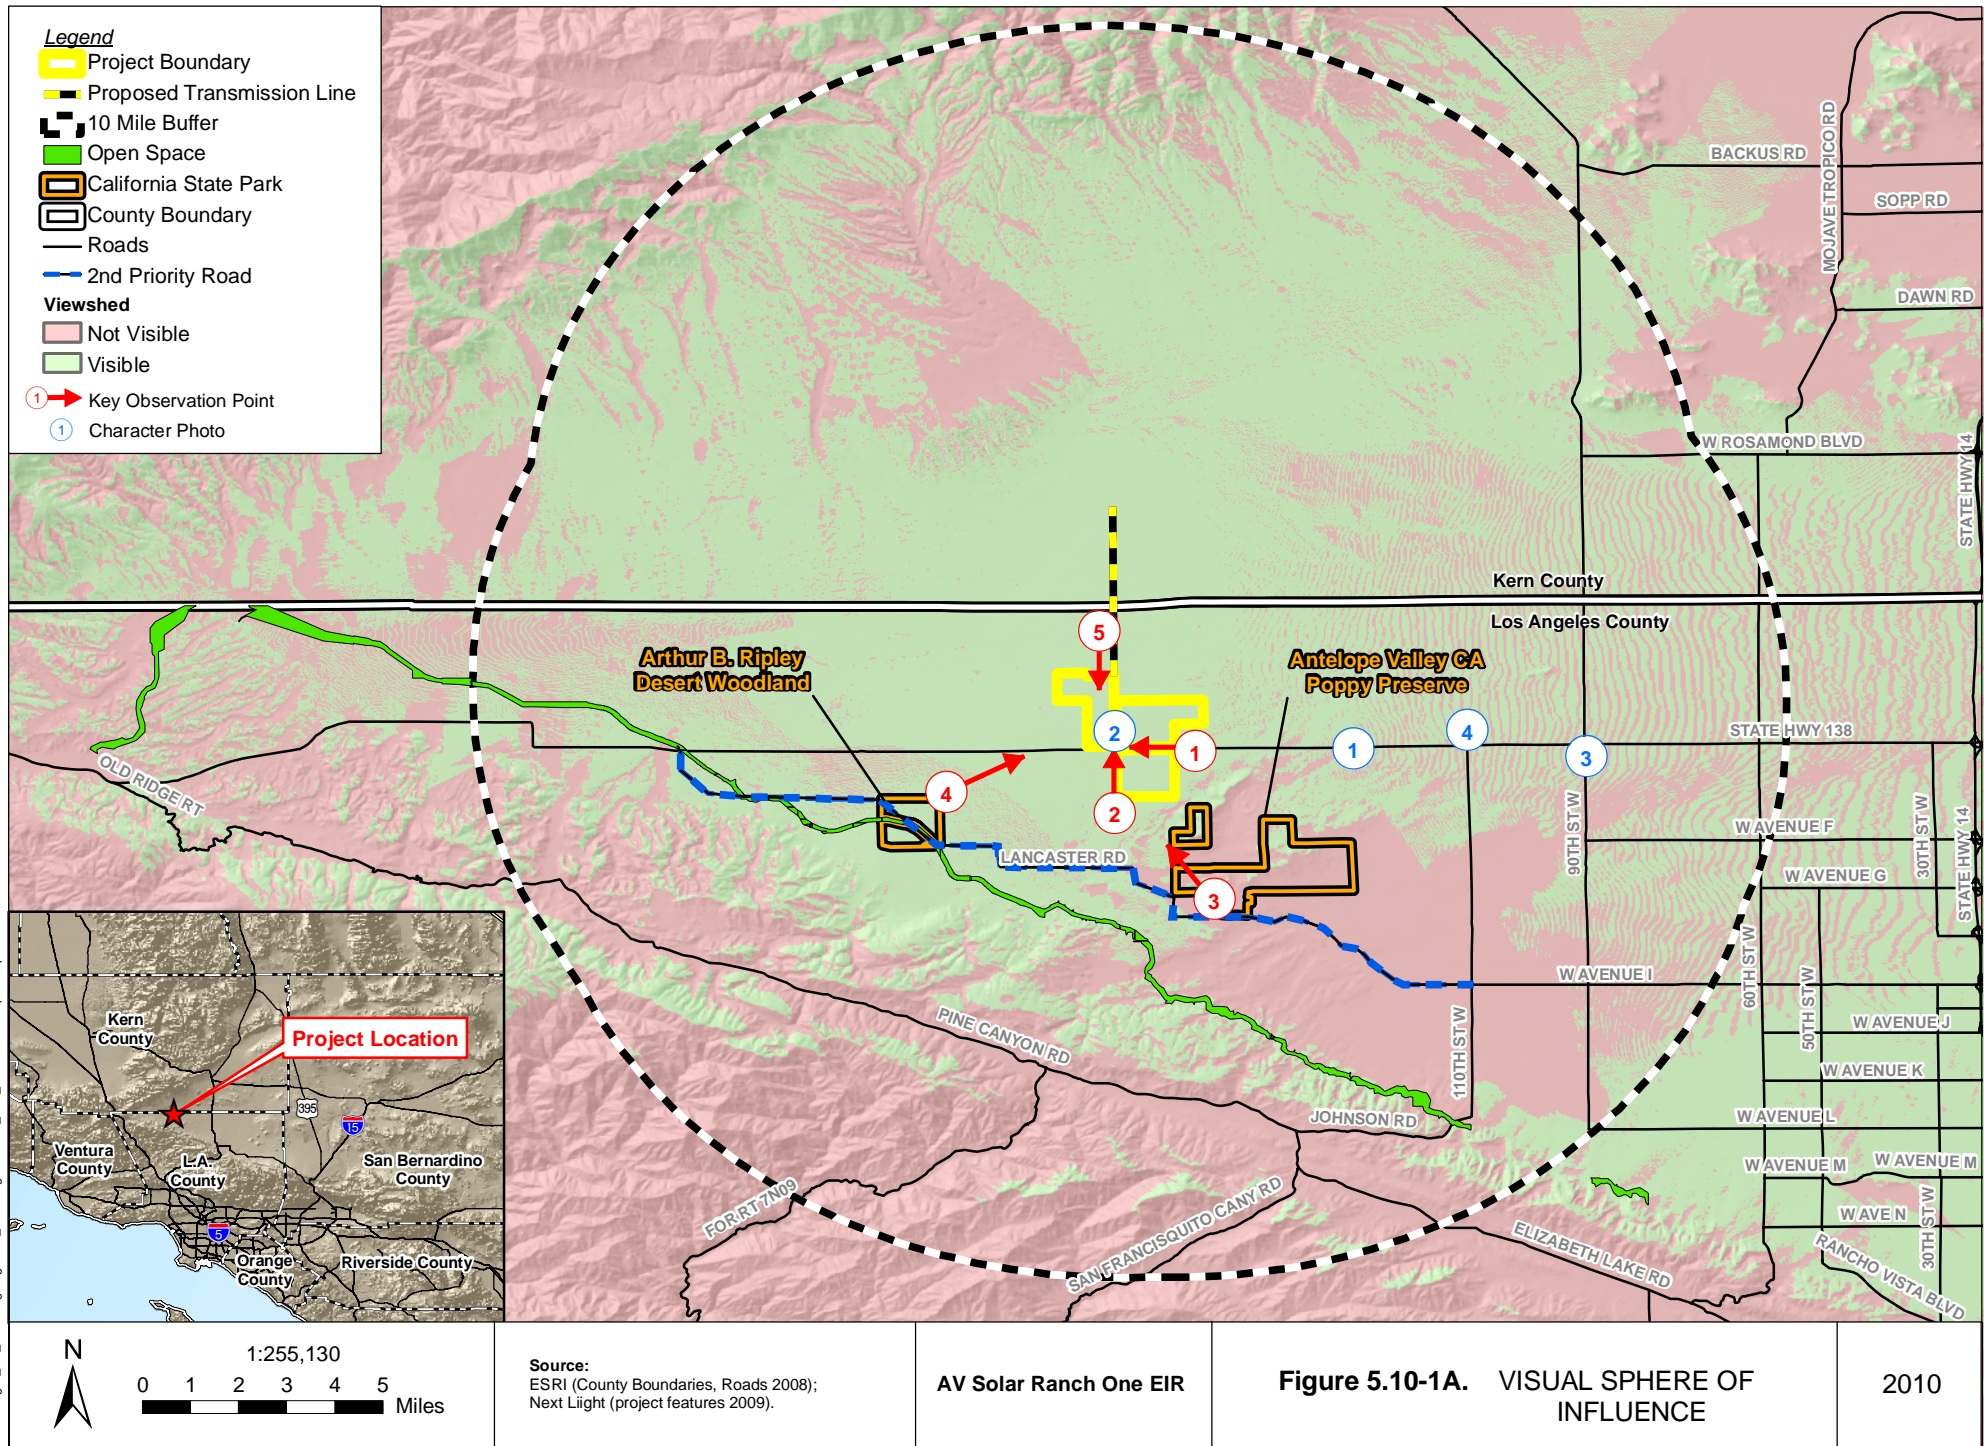 Legend
Project Boundary
Proposed Transmission Line
10 Mile Buffer
Open Space
California State Park
County Boundary
Roads
2nd Priority Road
Viewshed
Not Visible
Visible
1 Key Observation Point
1 Character Photo
BACKUS RD
MOJAVE TROPICO RD
SOPP RD
DAWN RD
W ROSAMOND BLVD
STATE HWY 14
Kern County
Los Angeles County
5
Arthur B. Ripley
Desert Woodland
Antelope Valley CA
Poppy Preserve
2
1
1
4
3
STATE HWY 138
OLD RIDGE RT
4
2
3
LANCASTER RD
90TH ST W
W AVENUE F
30TH ST W
STATE HWY 14
W AVENUE G
60TH ST W
W AVENUE I
50TH ST W
W AVENUE J
110TH ST W
W AVENUE K
PINE CANYON RD
JOHNSON RD
W AVENUE L
W AVENUE M
W AVENUE M
FOR RT 7N09
SAN FRANCISQUITO CANY RD
ELIZABETH LAKE RD
W AVE N
30TH ST W
RANCHO VISTA BLVD
Kern
County
Project Location
395
15
Ventura
County
L.A.
County
San Bernardino
County
5
Orange
County
Riverside County
N
1:255,130
0 1 2 3 4 5
Miles
Source:
ESRI (County Boundaries, Roads 2008);
Next Liight (project features 2009).
AV Solar Ranch One EIR
Figure 5.10-1A. VISUAL SPHERE OF
INFLUENCE
2010